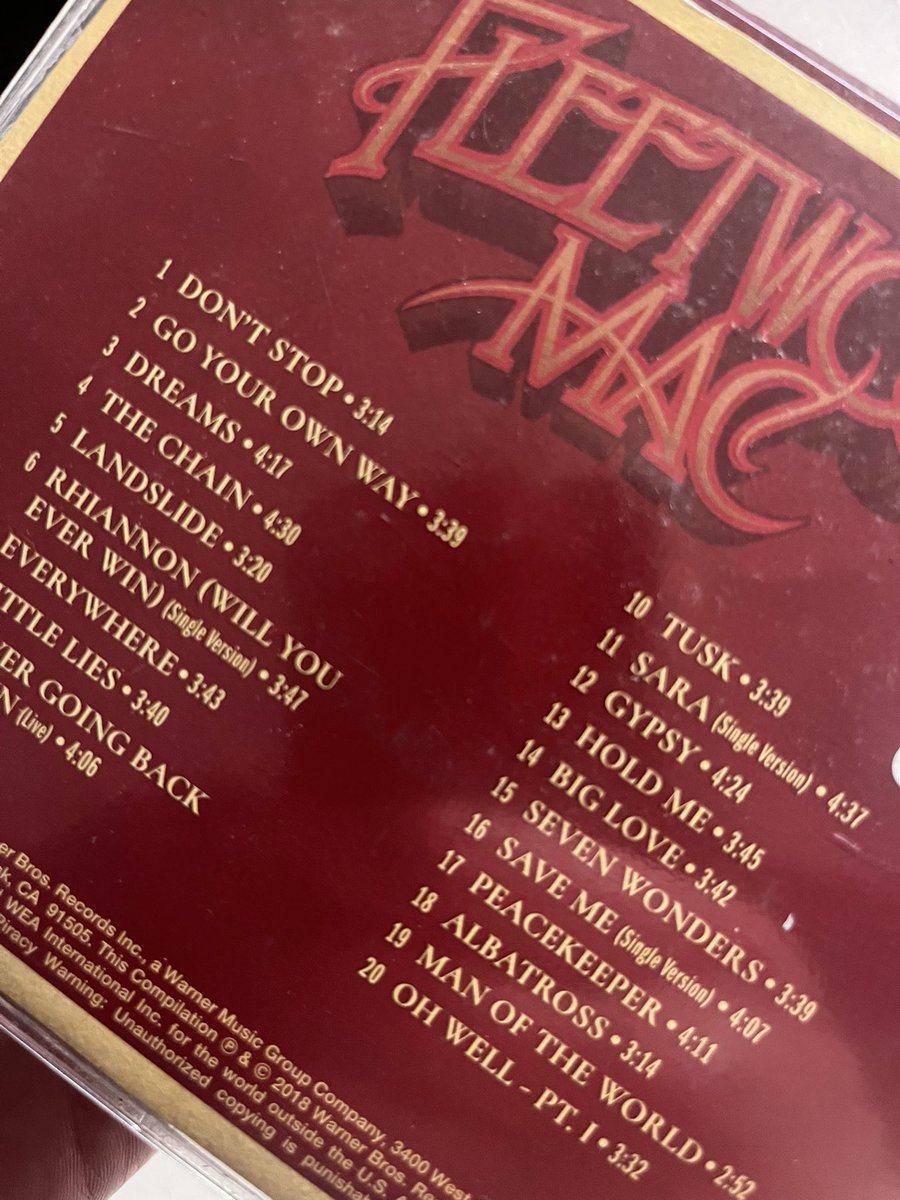 FLEETWO
MAC
1 DON'T STOP • 3:14
2 GO YOUR OWN WAY • 3:39
3 DREAMS • 4:17
4 THE CHAIN • 4:30
5 LANDSLIDE • 3:20
6 RHIANNON (WILL YOU
EVER WIN) (Single Version) • 3:47
EVERYWHERE • 3:43
ITTLE LIES • 3:40
VER GOING BACK
N (Live) • 4:06
10 TUSK • 3:39
11 SARA (Single Version) • 4:37
12 GYPSY • 4:24
13 HOLD ME • 3:45
14 BIG LOVE • 3:42
15 SEVEN WONDERS • 3:39
16 SAVE ME (Single Version) • 4:07
17 PEACEKEEPER • 4:11
18 ALBATROSS • 3:14
19 MAN OF THE WORLD • 2:52
20 OH WELL - PT. I • 3:32
er Bros. Records Inc., a Warner Music Group Company, 3400 West
k, CA 91505. This Compilation ℗ & © 2018 Warner Bros. Rec
WEA International Inc. for the world outside the U.S.
Piracy Warning: Unauthorized copying is punishat